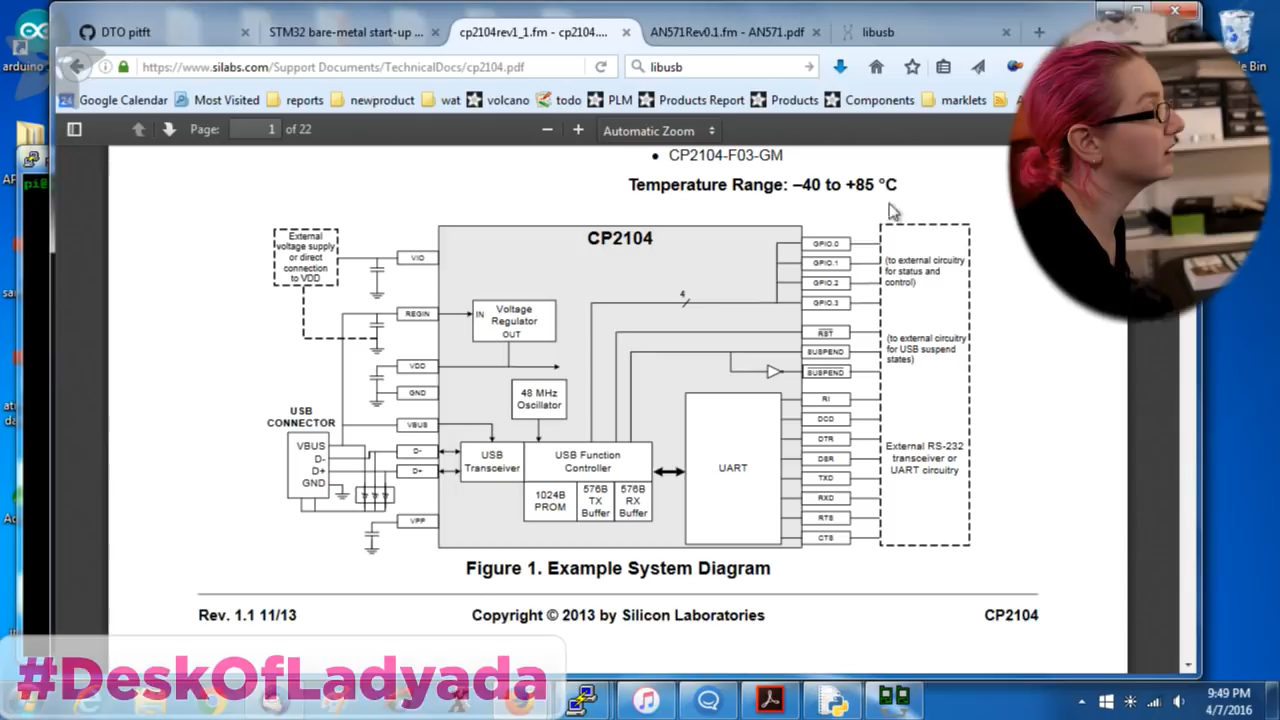 DTO pitft
STM32 bare-metal start-up ...
cp2104rev1_1.fm - cp2104....
AN571Rev0.1.fm - AN571.pdf
libusb
arduino
https://www.silabs.com/Support Documents/TechnicalDocs/cp2104.pdf
libusb
24 Google Calendar
Most Visited
reports
newproduct
wat
volcano
todo
PLM
Products Report
Products
Components
marklets
Page: 1 of 22
Automatic Zoom
• CP2104-F03-GM
Temperature Range: –40 to +85 °C
CP2104
External
voltage supply
or direct
connection
to VDD
VIO
REGIN
VDD
GND
VBUS
D-
D+
VPP
IN
Voltage
Regulator
OUT
48 MHz
Oscillator
USB
CONNECTOR
VBUS
D-
D+
GND
USB
Transceiver
USB Function
Controller
1024B
PROM
576B
TX
Buffer
576B
RX
Buffer
UART
4
GPIO.0
GPIO.1
GPIO.2
GPIO.3
RST
SUSPEND
SUSPEND
RI
DCD
DTR
DSR
TXD
RXD
RTS
CTS
(to external circuitry
for status and
control)
(to external circuitry
for USB suspend
states)
External RS-232
transceiver or
UART circuitry
Figure 1. Example System Diagram
Rev. 1.1 11/13
Copyright © 2013 by Silicon Laboratories
CP2104
#DeskOfLadyada
9:49 PM
4/7/2016